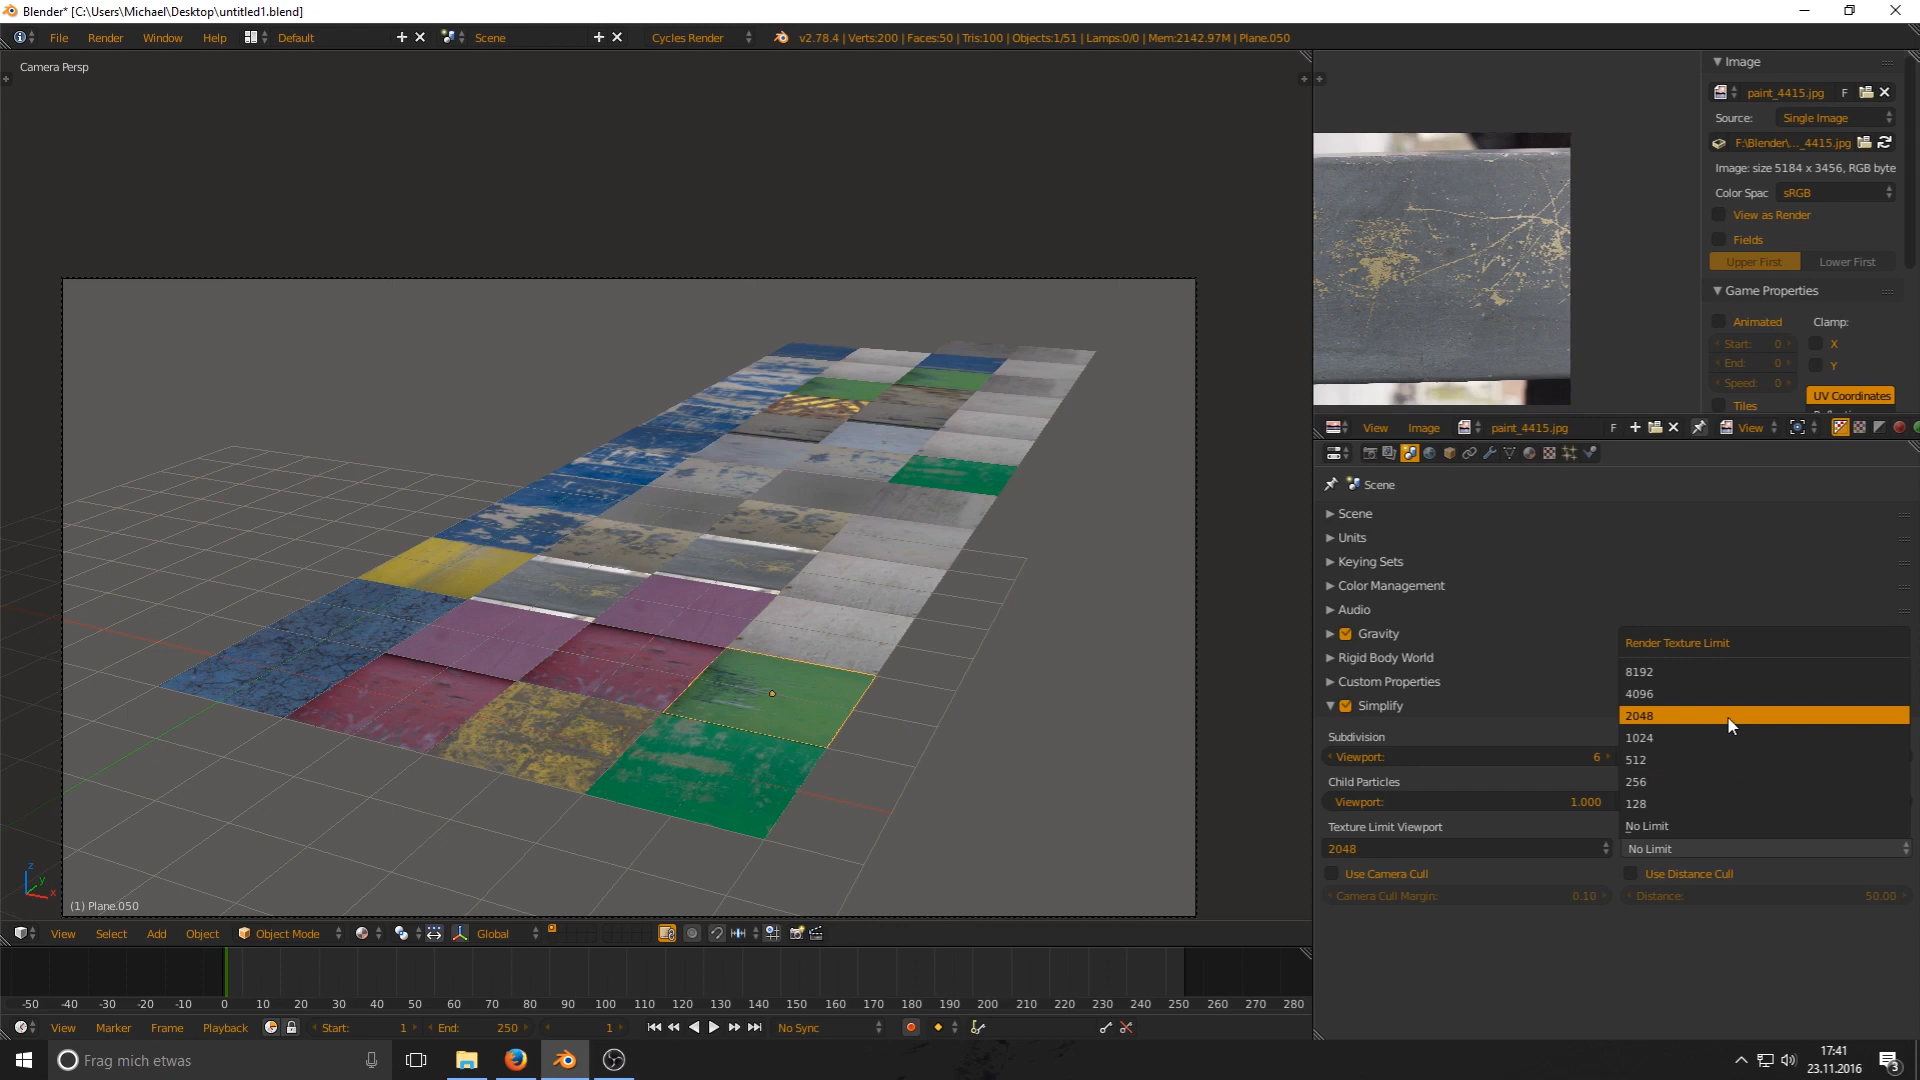 Blender* [C:\Users\Michael\Desktop\untitled1.blend]
File Render Window Help Default Scene Cycles Render v2.78.4 | Verts:200 | Faces:50 | Tris:100 | Objects:1/51 | Lamps:0/0 | Mem:2142.97M | Plane.050
Camera Persp
Image
paint_4415.jpg F
Source: Single Image
F:\Blender\..._4415.jpg
Image: size 5184 x 3456, RGB byte
Color Spac sRGB
View as Render
Fields
Upper First Lower First
Game Properties
Animated Clamp:
Start: 0 X
End: 0 Y
Speed: 0
Tiles UV Coordinates
View Image paint_4415.jpg F View
Scene
Scene
Units
Keying Sets
Color Management
Audio
Gravity
Rigid Body World
Custom Properties
Simplify
Render Texture Limit
8192
4096
2048
1024
512
256
128
No Limit
No Limit
Subdivision
Viewport: 6
Child Particles
Viewport: 1.000
Texture Limit Viewport
2048
Use Camera Cull Use Distance Cull
Camera Cull Margin: 0.10 Distance: 50.00
z
y
x
(1) Plane.050
View Select Add Object Object Mode Global
-50 -40 -30 -20 -10 0 10 20 30 40 50 60 70 80 90 100 110 120 130 140 150 160 170 180 190 200 210 220 230 240 250 260 270 280
View Marker Frame Playback Start: 1 End: 250 1 No Sync
Frag mich etwas
17:41
23.11.2016
3